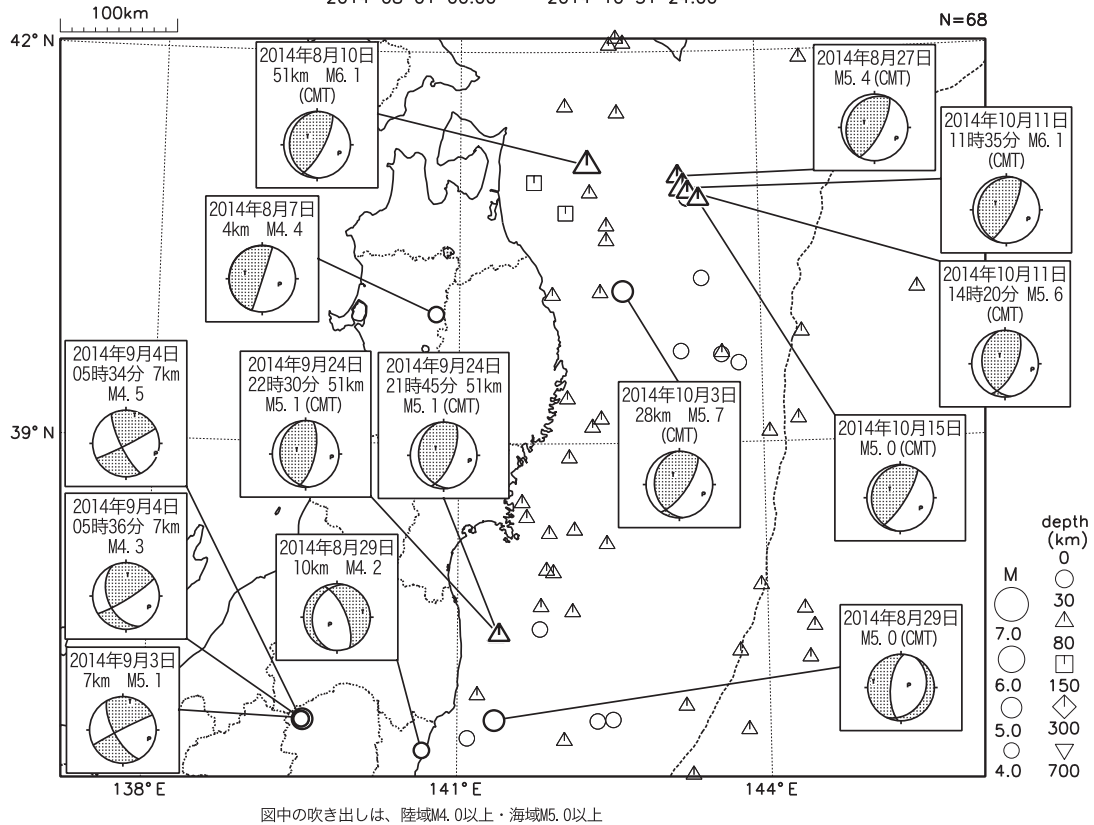 100km
N=68
42°N
2014年8月10日
51km M6.1
(CMT)
2014年8月27日
M5.4(CMT)
2014年10月11日
11時35分 M6.1
(CMT)
2014年8月7日
4km M4.4
2014年10月11日
14時20分 M5.6
(CMT)
2014年9月4日
05時34分 7km
M4.5
2014年9月24日
22時30分 51km
M5.1(CMT)
2014年9月24日
21時45分 51km
M5.1(CMT)
2014年10月3日
28km M5.7
(CMT)
2014年10月15日
M5.0(CMT)
39°N
2014年9月4日
05時36分 7km
M4.3
2014年8月29日
10km M4.2
2014年8月29日
M5.0(CMT)
2014年9月3日
7km M5.1
M
7.0
6.0
5.0
4.0
depth
(km)
0
30
80
150
300
700
138°E
141°E
144°E
図中の吹き出しは、陸域M4.0以上・海域M5.0以上